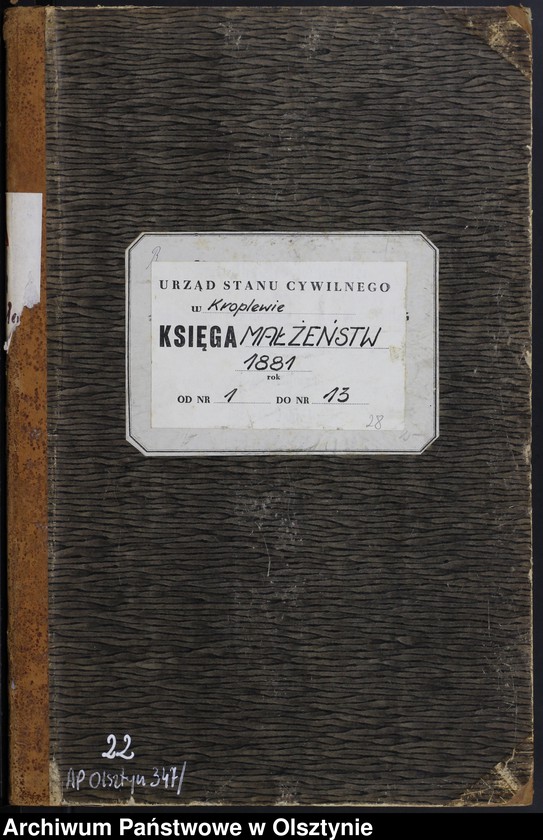 URZĄD STANU CYWILNEGO
w Kroplewie
KSIĘGA MAŁŻEŃSTW
1881
rok
OD NR 1 DO NR 13
28
22
AP Olsztyn 347/
Archiwum Państwowe w Olsztynie